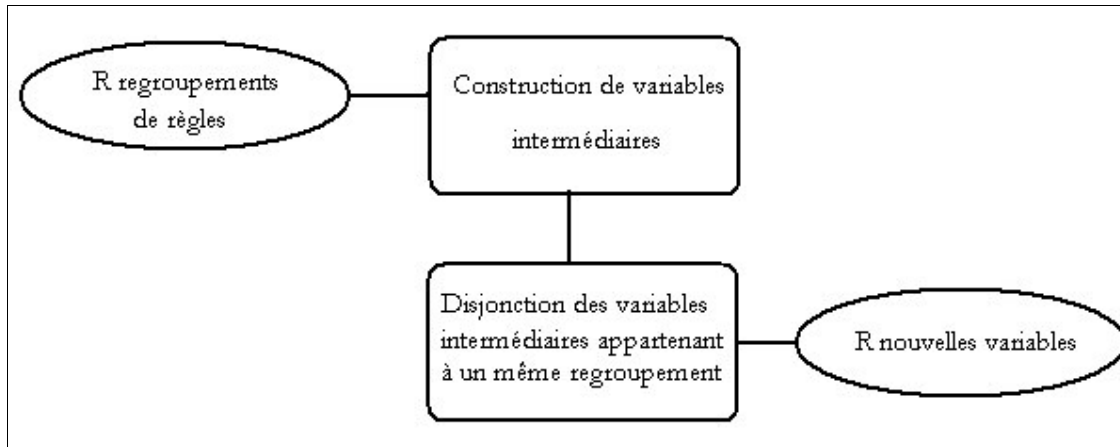 R regroupements
de règles
Construction de variables
intermédiaires
Disjonction des variables
intermédiaires appartenant
à un même regroupement
R nouvelles variables